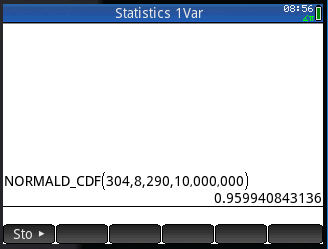 Statistics 1Var
08:56
NORMALD_CDF(304,8,290,10,000,000)
0.959940843136
Sto ►